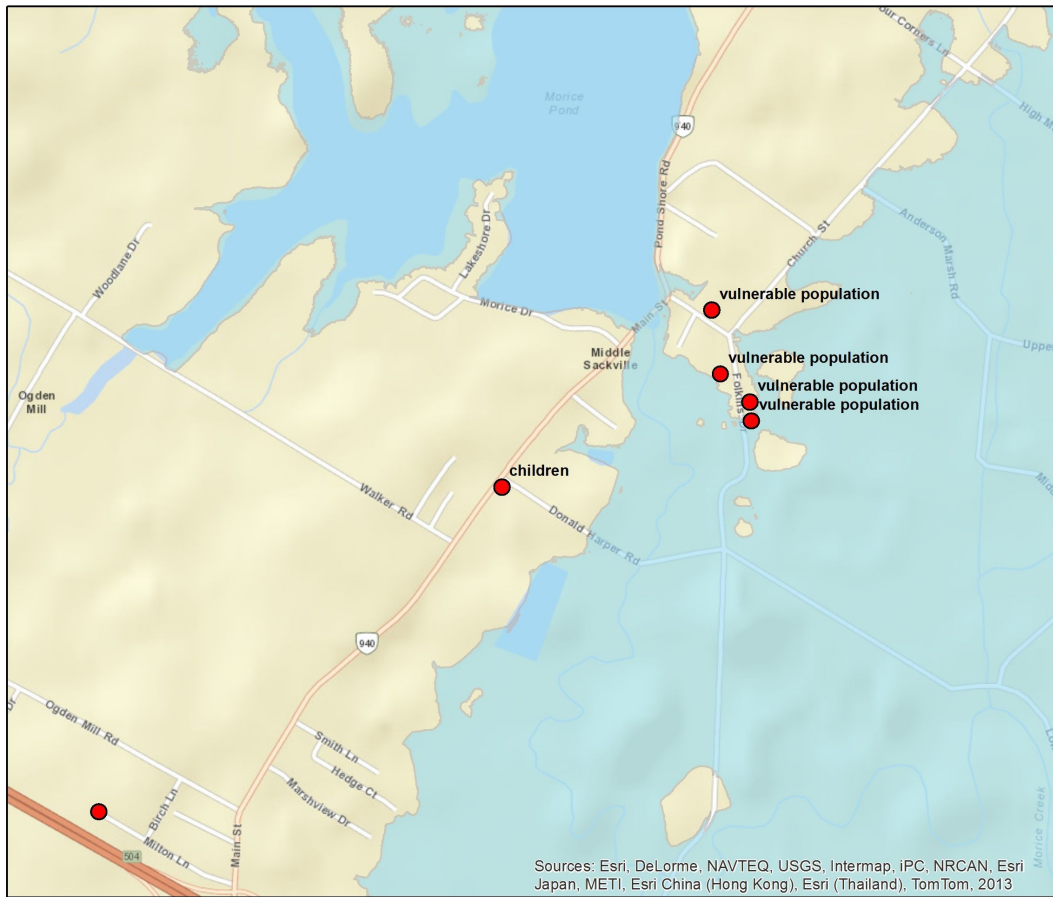 our Corners Ln
Morice
Pond
High M
940
Pond Shore Rd
Anderson Marsh Rd
Woodlane Dr
Lakeshore Dr
Church St
vulnerable population
Morice Dr
Main St
Upper
Middle
Sackville
vulnerable population
Folkins Dr
vulnerable population
vulnerable population
Ogden
Mill
children
Walker Rd
Donald Harper Rd
Mid
940
Dr
Ogden Mill Rd
Smith Ln
Hedge Ct
Marshview Dr
Birch Ln
Milton Ln
504
Main St
Morice Creek
Sources: Esri, DeLorme, NAVTEQ, USGS, Intermap, iPC, NRCAN, Esri
Japan, METI, Esri China (Hong Kong), Esri (Thailand), TomTom, 2013